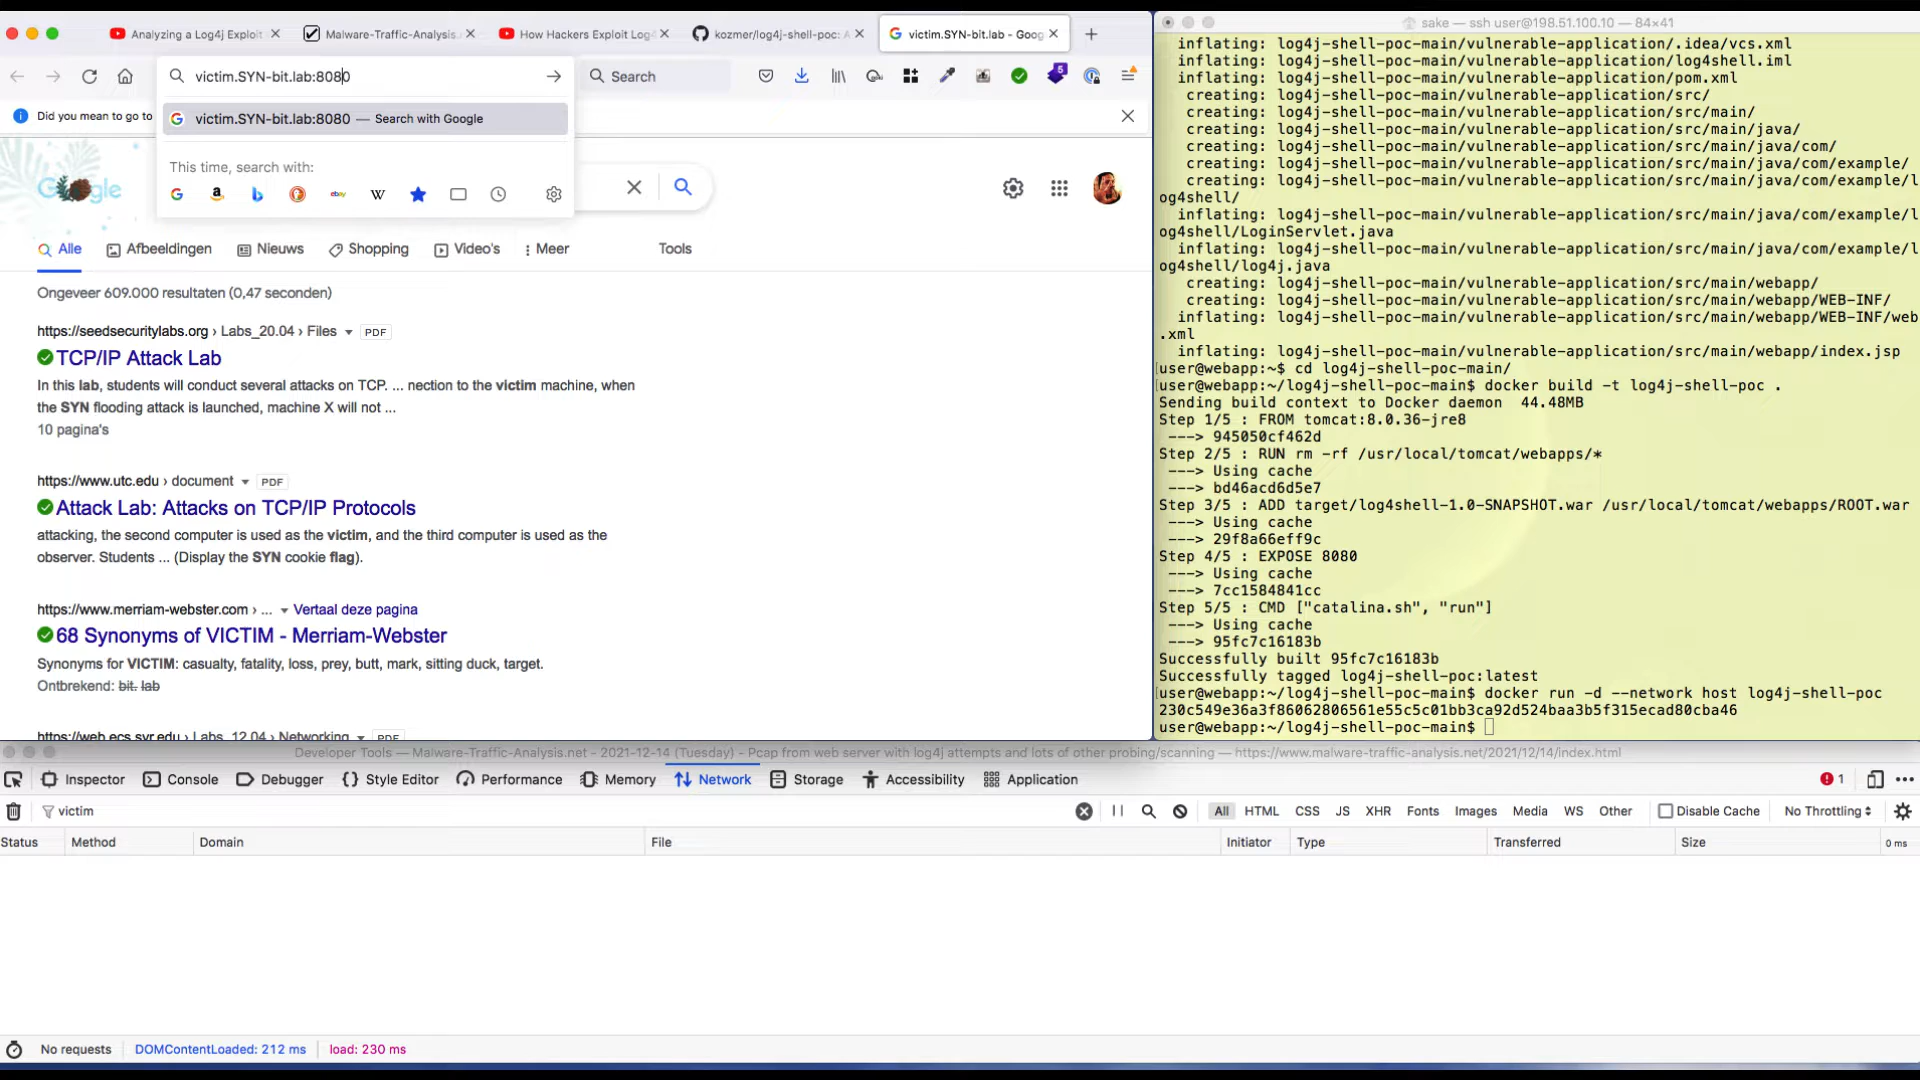 Analyzing a Log4j Exploit
Malware-Traffic-Analysis.
How Hackers Exploit Log4
kozmer/log4j-shell-poc: A
victim.SYN-bit.lab - Goog
victim.SYN-bit.lab:8080
Search
5
Did you mean to go to
victim.SYN-bit.lab:8080 — Search with Google
This time, search with:
Google
Alle
Afbeeldingen
Nieuws
Shopping
Video's
Meer
Tools
Ongeveer 609.000 resultaten (0,47 seconden)
https://seedsecuritylabs.org › Labs_20.04 › Files PDF
TCP/IP Attack Lab
In this lab, students will conduct several attacks on TCP. ... nection to the victim machine, when
the SYN flooding attack is launched, machine X will not ...
10 pagina's
https://www.utc.edu › document PDF
Attack Lab: Attacks on TCP/IP Protocols
attacking, the second computer is used as the victim, and the third computer is used as the
observer. Students ... (Display the SYN cookie flag).
https://www.merriam-webster.com › ... Vertaal deze pagina
68 Synonyms of VICTIM - Merriam-Webster
Synonyms for VICTIM: casualty, fatality, loss, prey, butt, mark, sitting duck, target.
Ontbrekend: bit. lab
https://web.ecs.syr.edu › Labs_12.04 › Networking PDF
sake — ssh user@198.51.100.10 — 84×41
inflating: log4j-shell-poc-main/vulnerable-application/.idea/vcs.xml
inflating: log4j-shell-poc-main/vulnerable-application/log4shell.iml
inflating: log4j-shell-poc-main/vulnerable-application/pom.xml
creating: log4j-shell-poc-main/vulnerable-application/src/
creating: log4j-shell-poc-main/vulnerable-application/src/main/
creating: log4j-shell-poc-main/vulnerable-application/src/main/java/
creating: log4j-shell-poc-main/vulnerable-application/src/main/java/com/
creating: log4j-shell-poc-main/vulnerable-application/src/main/java/com/example/
creating: log4j-shell-poc-main/vulnerable-application/src/main/java/com/example/l
og4shell/
inflating: log4j-shell-poc-main/vulnerable-application/src/main/java/com/example/l
og4shell/LoginServlet.java
inflating: log4j-shell-poc-main/vulnerable-application/src/main/java/com/example/l
og4shell/log4j.java
creating: log4j-shell-poc-main/vulnerable-application/src/main/webapp/
creating: log4j-shell-poc-main/vulnerable-application/src/main/webapp/WEB-INF/
inflating: log4j-shell-poc-main/vulnerable-application/src/main/webapp/WEB-INF/web
.xml
inflating: log4j-shell-poc-main/vulnerable-application/src/main/webapp/index.jsp
[user@webapp:~$ cd log4j-shell-poc-main/
[user@webapp:~/log4j-shell-poc-main$ docker build -t log4j-shell-poc .
Sending build context to Docker daemon  44.48MB
Step 1/5 : FROM tomcat:8.0.36-jre8
---> 945050cf462d
Step 2/5 : RUN rm -rf /usr/local/tomcat/webapps/*
---> Using cache
---> bd46acd6d5e7
Step 3/5 : ADD target/log4shell-1.0-SNAPSHOT.war /usr/local/tomcat/webapps/ROOT.war
---> Using cache
---> 29f8a66eff9c
Step 4/5 : EXPOSE 8080
---> Using cache
---> 7cc1584841cc
Step 5/5 : CMD ["catalina.sh", "run"]
---> Using cache
---> 95fc7c16183b
Successfully built 95fc7c16183b
Successfully tagged log4j-shell-poc:latest
[user@webapp:~/log4j-shell-poc-main$ docker run -d --network host log4j-shell-poc
230c549e36a3f86062806561e55c5c01bb3ca92d524baa3b5f315ecad80cba46
user@webapp:~/log4j-shell-poc-main$
Developer Tools — Malware-Traffic-Analysis.net - 2021-12-14 (Tuesday) - Pcap from web server with log4j attempts and lots of other probing/scanning — https://www.malware-traffic-analysis.net/2021/12/14/index.html
Inspector
Console
Debugger
Style Editor
Performance
Memory
Network
Storage
Accessibility
Application
1
victim
All HTML CSS JS XHR Fonts Images Media WS Other
Disable Cache
No Throttling
Status Method Domain File Initiator Type Transferred Size 0 ms
No requests
DOMContentLoaded: 212 ms
load: 230 ms